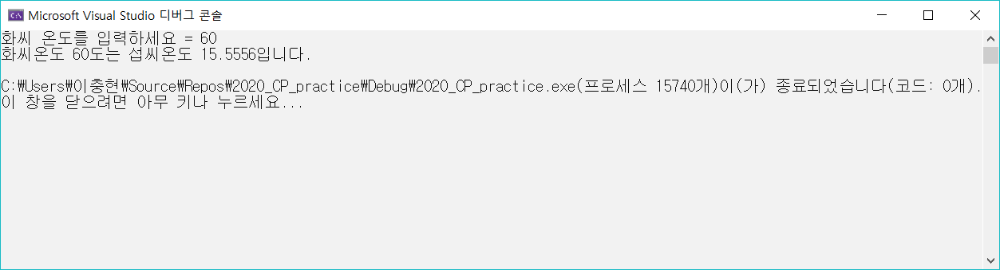 Microsoft Visual Studio 디버그 콘솔
화씨 온도를 입력하세요 = 60
화씨온도 60도는 섭씨온도 15.5556입니다.
C:₩Users₩이충현₩Source₩Repos₩2020_CP_practice₩Debug₩2020_CP_practice.exe(프로세스 15740개)이(가) 종료되었습니다(코드: 0개).
이 창을 닫으려면 아무 키나 누르세요...